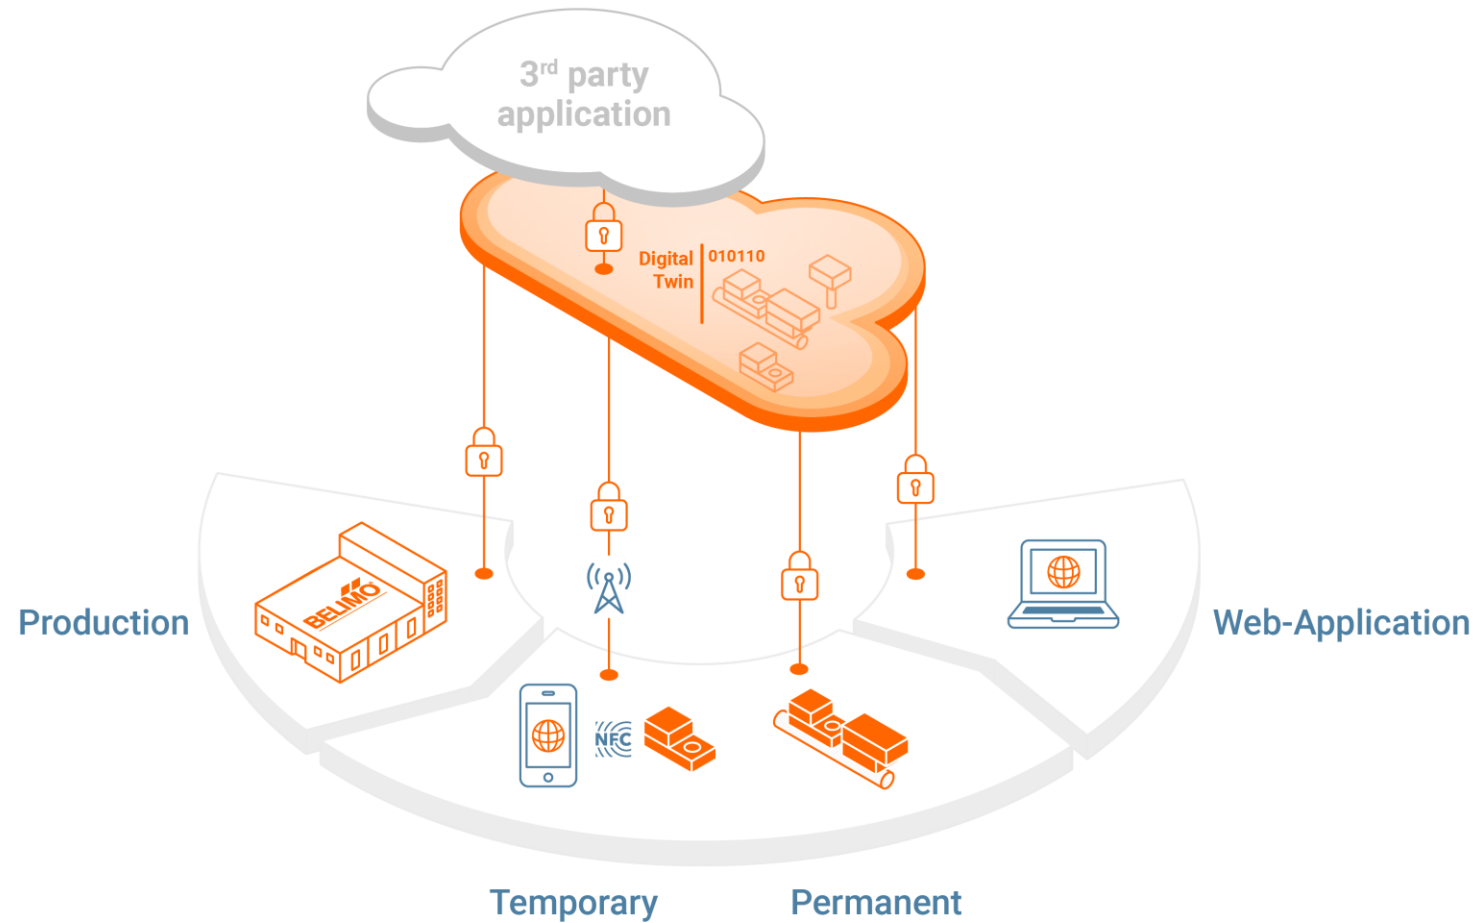 3rd party
application
Digital
Twin
010110
BELIMO®
Production
Web-Application
NFC
Temporary
Permanent